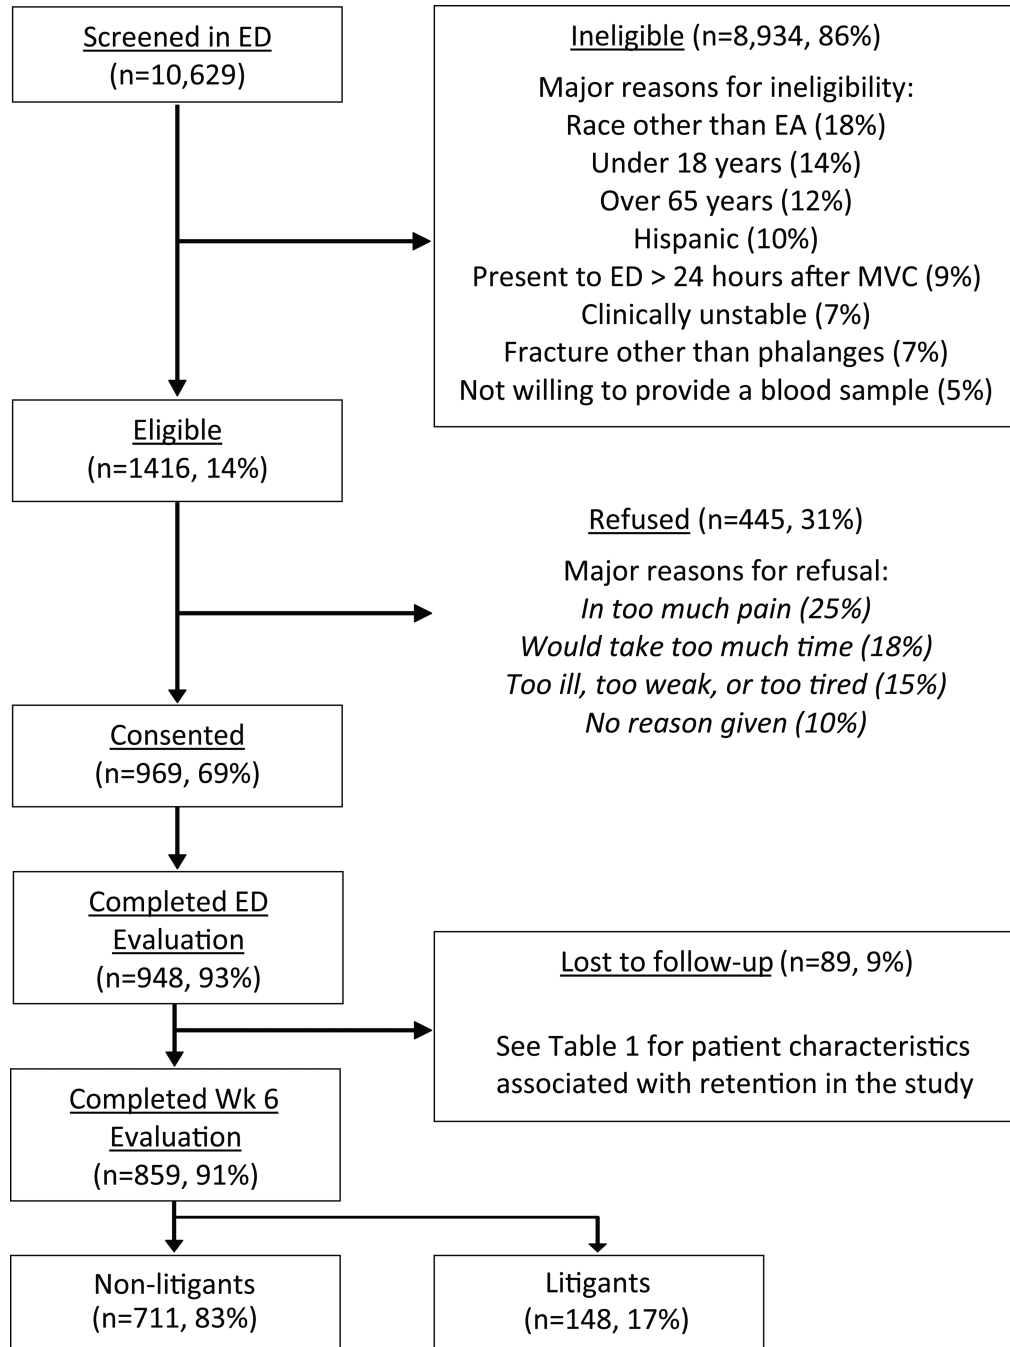 Screened in ED
(n=10,629)
Ineligible (n=8,934, 86%)
Major reasons for ineligibility:
Race other than EA (18%)
Under 18 years (14%)
Over 65 years (12%)
Hispanic (10%)
Present to ED > 24 hours after MVC (9%)
Clinically unstable (7%)
Fracture other than phalanges (7%)
Not willing to provide a blood sample (5%)
Eligible
(n=1416, 14%)
Refused (n=445, 31%)
Major reasons for refusal:
In too much pain (25%)
Would take too much time (18%)
Too ill, too weak, or too tired (15%)
No reason given (10%)
Consented
(n=969, 69%)
Completed ED
Evaluation
(n=948, 93%)
Lost to follow-up (n=89, 9%)
See Table 1 for patient characteristics
associated with retention in the study
Completed Wk 6
Evaluation
(n=859, 91%)
Non-litigants
(n=711, 83%)
Litigants
(n=148, 17%)